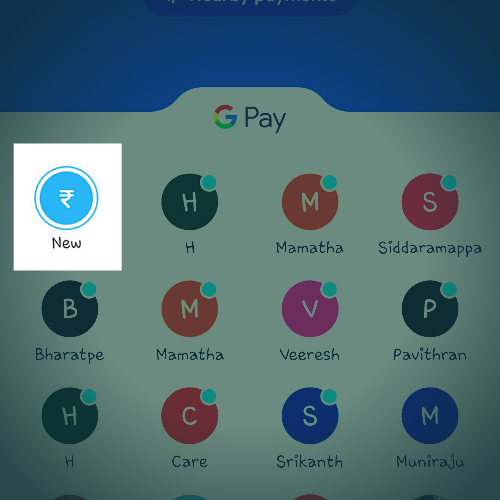 Nearby payments
G Pay
₹
H
M
S
New
H
Mamatha
Siddaramappa
B
M
V
P
Bharatpe
Mamatha
Veeresh
Pavithran
H
C
S
M
H
Care
Srikanth
Muniraju